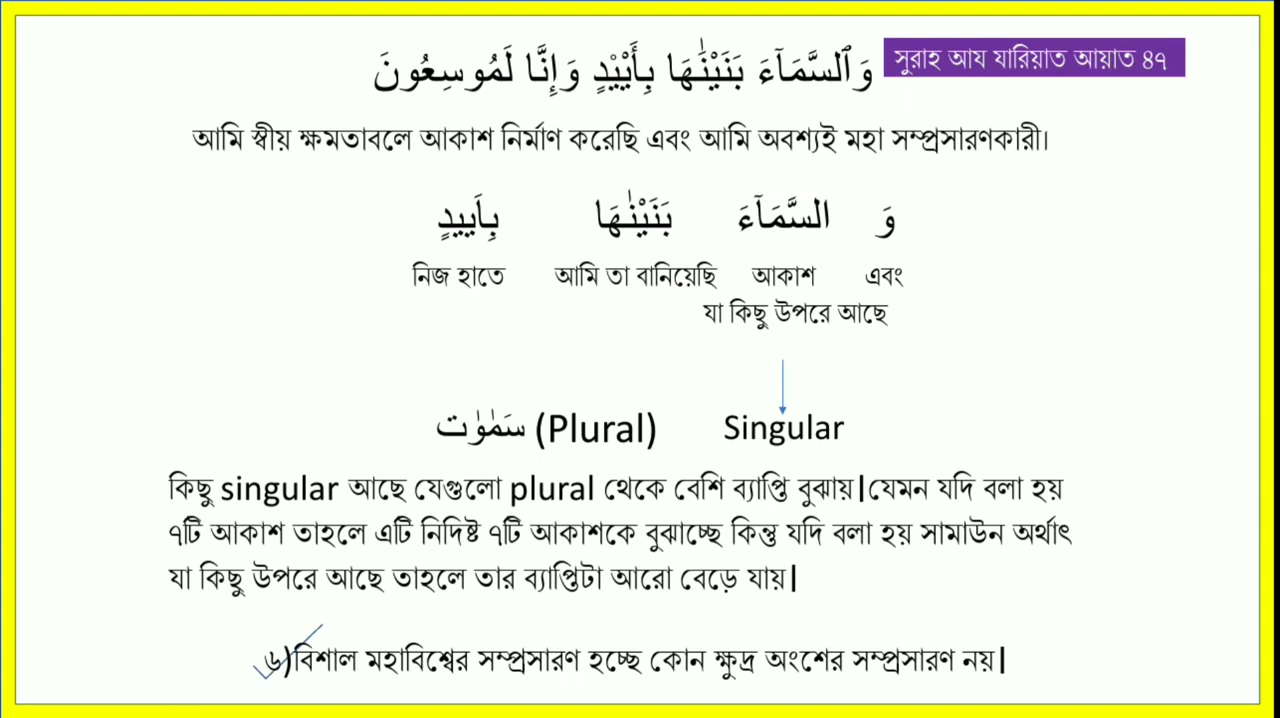 وَٱلسَّمَآءَ بَنَيْنَٰهَا بِأَيْيْدٍ وَإِنَّا لَمُوسِعُونَ
সুরাহ আয যারিয়াত আয়াত ৪৭
আমি স্বীয় ক্ষমতাবলে আকাশ নির্মাণ করেছি এবং আমি অবশ্যই মহা সম্প্রসারণকারী।
وَ السَّمَآءَ بَنَيْنٰهَا بِاَييدٍ
নিজ হাতে আমি তা বানিয়েছি আকাশ এবং
যা কিছু উপরে আছে
سَمٰوٰت (Plural) Singular
কিছু singular আছে যেগুলো plural থেকে বেশি ব্যাপ্তি বুঝায়|যেমন যদি বলা হয়
৭টি আকাশ তাহলে এটি নিদিষ্ট ৭টি আকাশকে বুঝাচ্ছে কিন্তু যদি বলা হয় সামাউন অর্থাৎ
যা কিছু উপরে আছে তাহলে তার ব্যাপ্তিটা আরো বেড়ে যায়|
৬)বিশাল মহাবিশ্বের সম্প্রসারণ হচ্ছে কোন ক্ষুদ্র অংশের সম্প্রসারণ নয়|